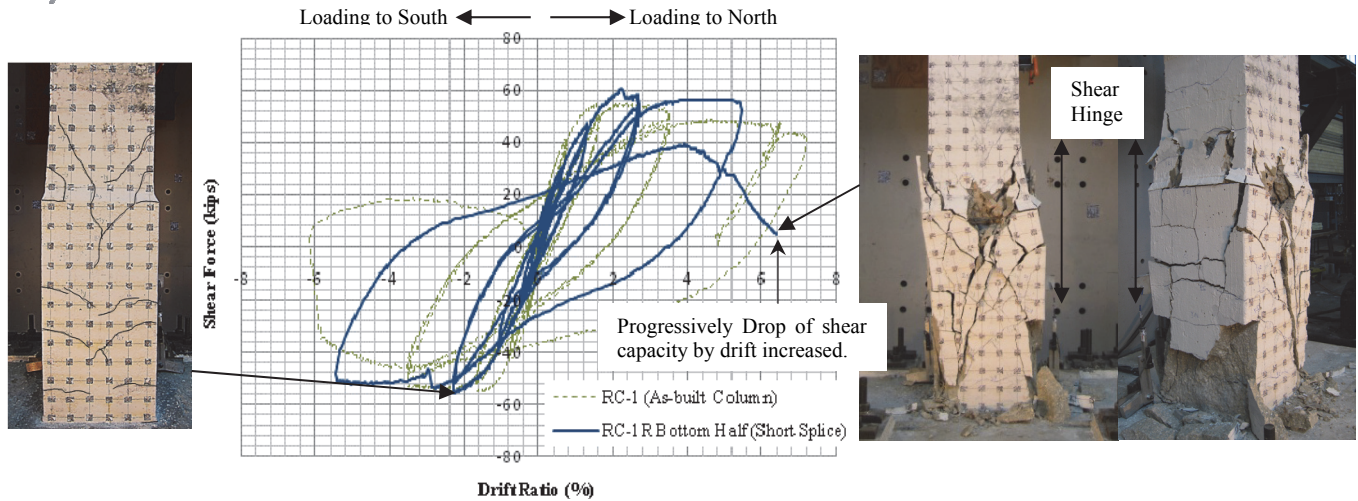 Loading to South
Loading to North
80
60
40
20
0
-20
-40
-60
-80
-8
-6
-4
-2
0
2
4
6
8
Shear Force (kips)
Drift Ratio (%)
Progressively Drop of shear
capacity by drift increased.
RC-1 (As-built Column)
RC-1R Bottom Half (Short Splice)
Shear
Hinge